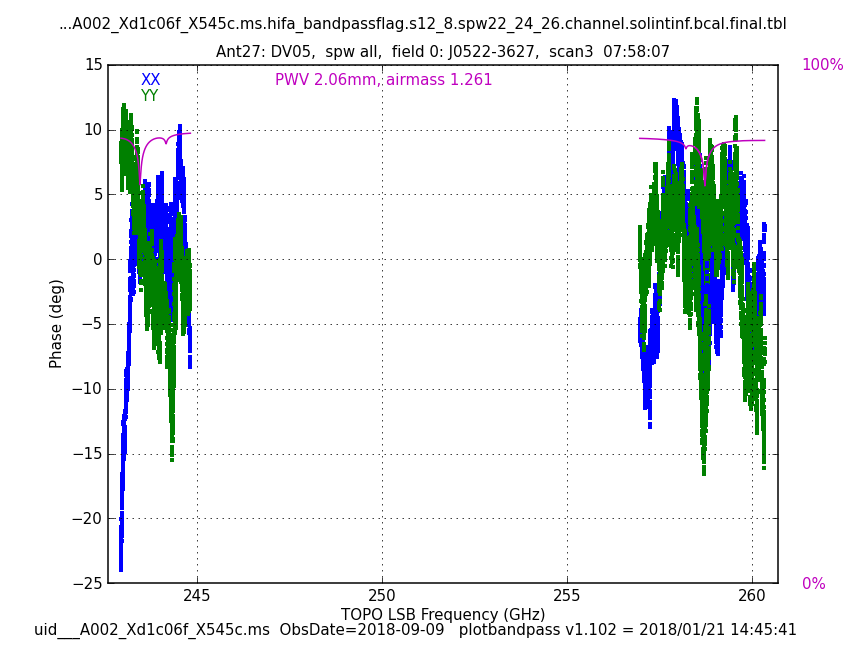 ...A002_Xd1c06f_X545c.ms.hifa_bandpassflag.s12_8.spw22_24_26.channel.solintinf.bcal.final.tbl
Ant27: DV05,  spw all,  field 0: J0522-3627,  scan3  07:58:07
15
100%
XX
PWV 2.06mm, airmass 1.261
YY
10
5
0
−5
−10
−15
−20
−25
Phase (deg)
0%
245
250
255
260
TOPO LSB Frequency (GHz)
uid___A002_Xd1c06f_X545c.ms  ObsDate=2018-09-09   plotbandpass v1.102 = 2018/01/21 14:45:41